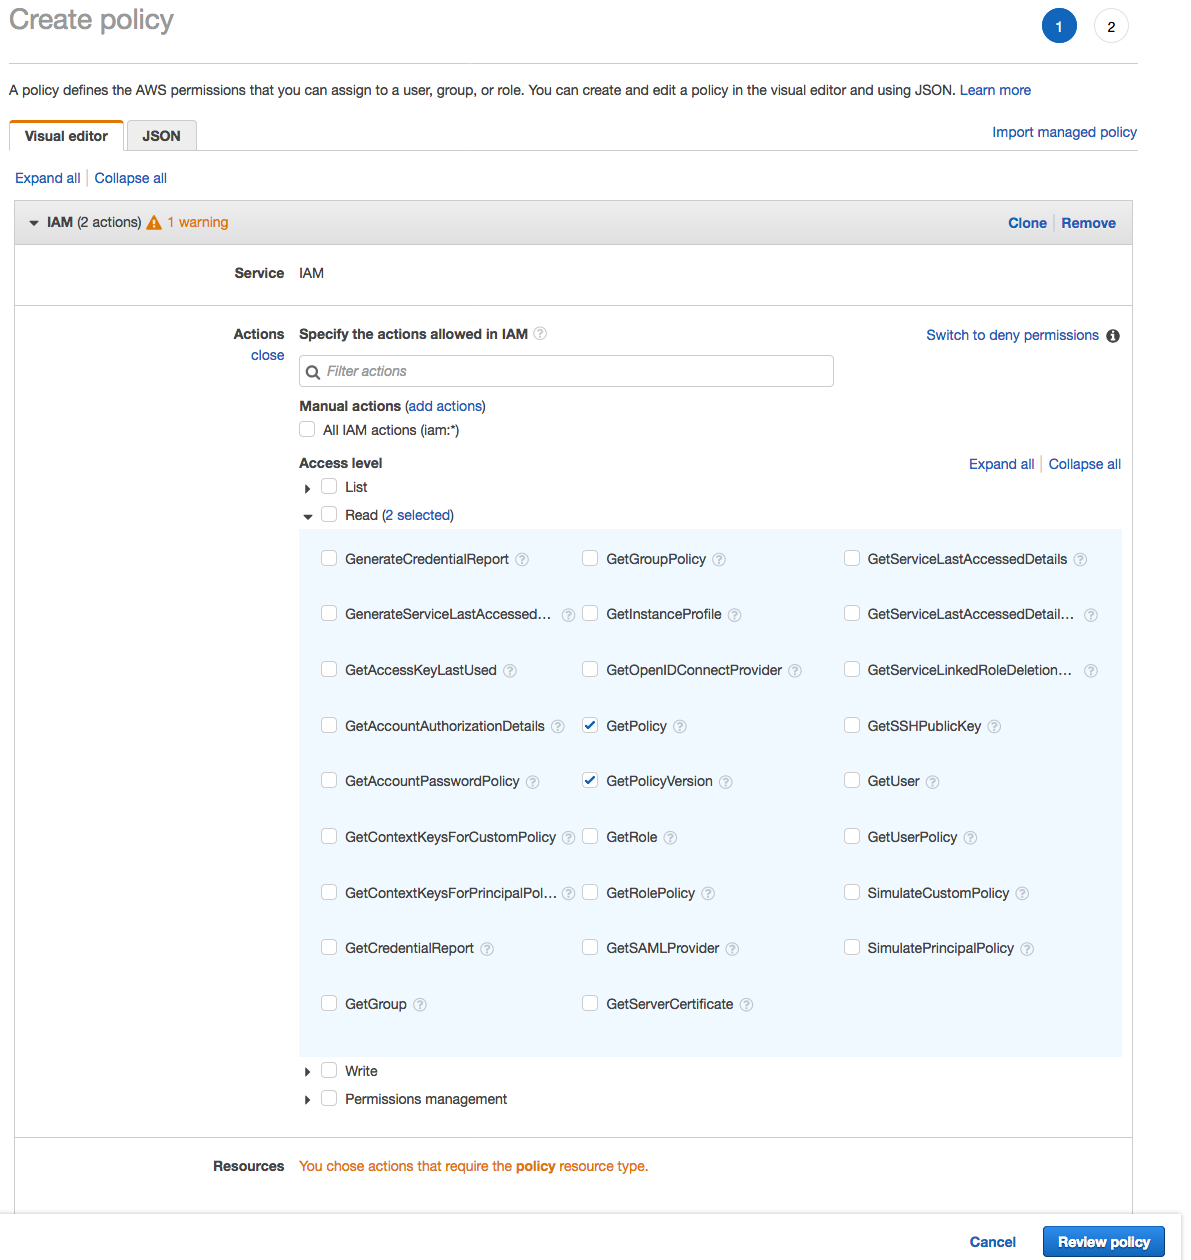 Create policy
1 2
A policy defines the AWS permissions that you can assign to a user, group, or role. You can create and edit a policy in the visual editor and using JSON. Learn more
Visual editor JSON Import managed policy
Expand all Collapse all
IAM (2 actions) 1 warning Clone Remove
Service IAM
Actions Specify the actions allowed in IAM ? Switch to deny permissions i
close
Filter actions
Manual actions (add actions)
All IAM actions (iam:*)
Access level Expand all Collapse all
List
Read (2 selected)
GenerateCredentialReport ? GetGroupPolicy ? GetServiceLastAccessedDetails ?
GenerateServiceLastAccessed... ? GetInstanceProfile ? GetServiceLastAccessedDetail... ?
GetAccessKeyLastUsed ? GetOpenIDConnectProvider ? GetServiceLinkedRoleDeletion... ?
GetAccountAuthorizationDetails ? GetPolicy ? GetSSHPublicKey ?
GetAccountPasswordPolicy ? GetPolicyVersion ? GetUser ?
GetContextKeysForCustomPolicy ? GetRole ? GetUserPolicy ?
GetContextKeysForPrincipalPol... ? GetRolePolicy ? SimulateCustomPolicy ?
GetCredentialReport ? GetSAMLProvider ? SimulatePrincipalPolicy ?
GetGroup ? GetServerCertificate ?
Write
Permissions management
Resources You chose actions that require the policy resource type.
Cancel Review policy